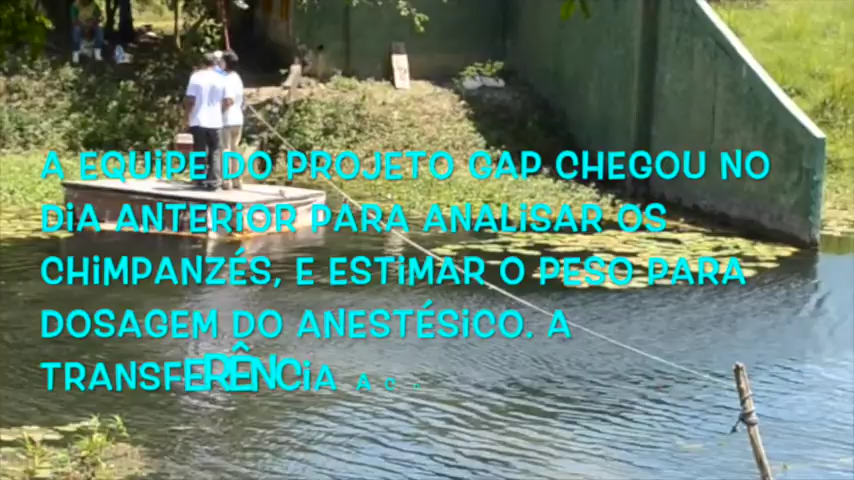 A EQUIPE DO PROJETO GAP CHEGOU NO
DIA ANTERIOR PARA ANALISAR OS
CHIMPANZÉS, E ESTIMAR O PESO PARA
DOSAGEM DO ANESTÉSICO. A
TRANSFERÊNCIA